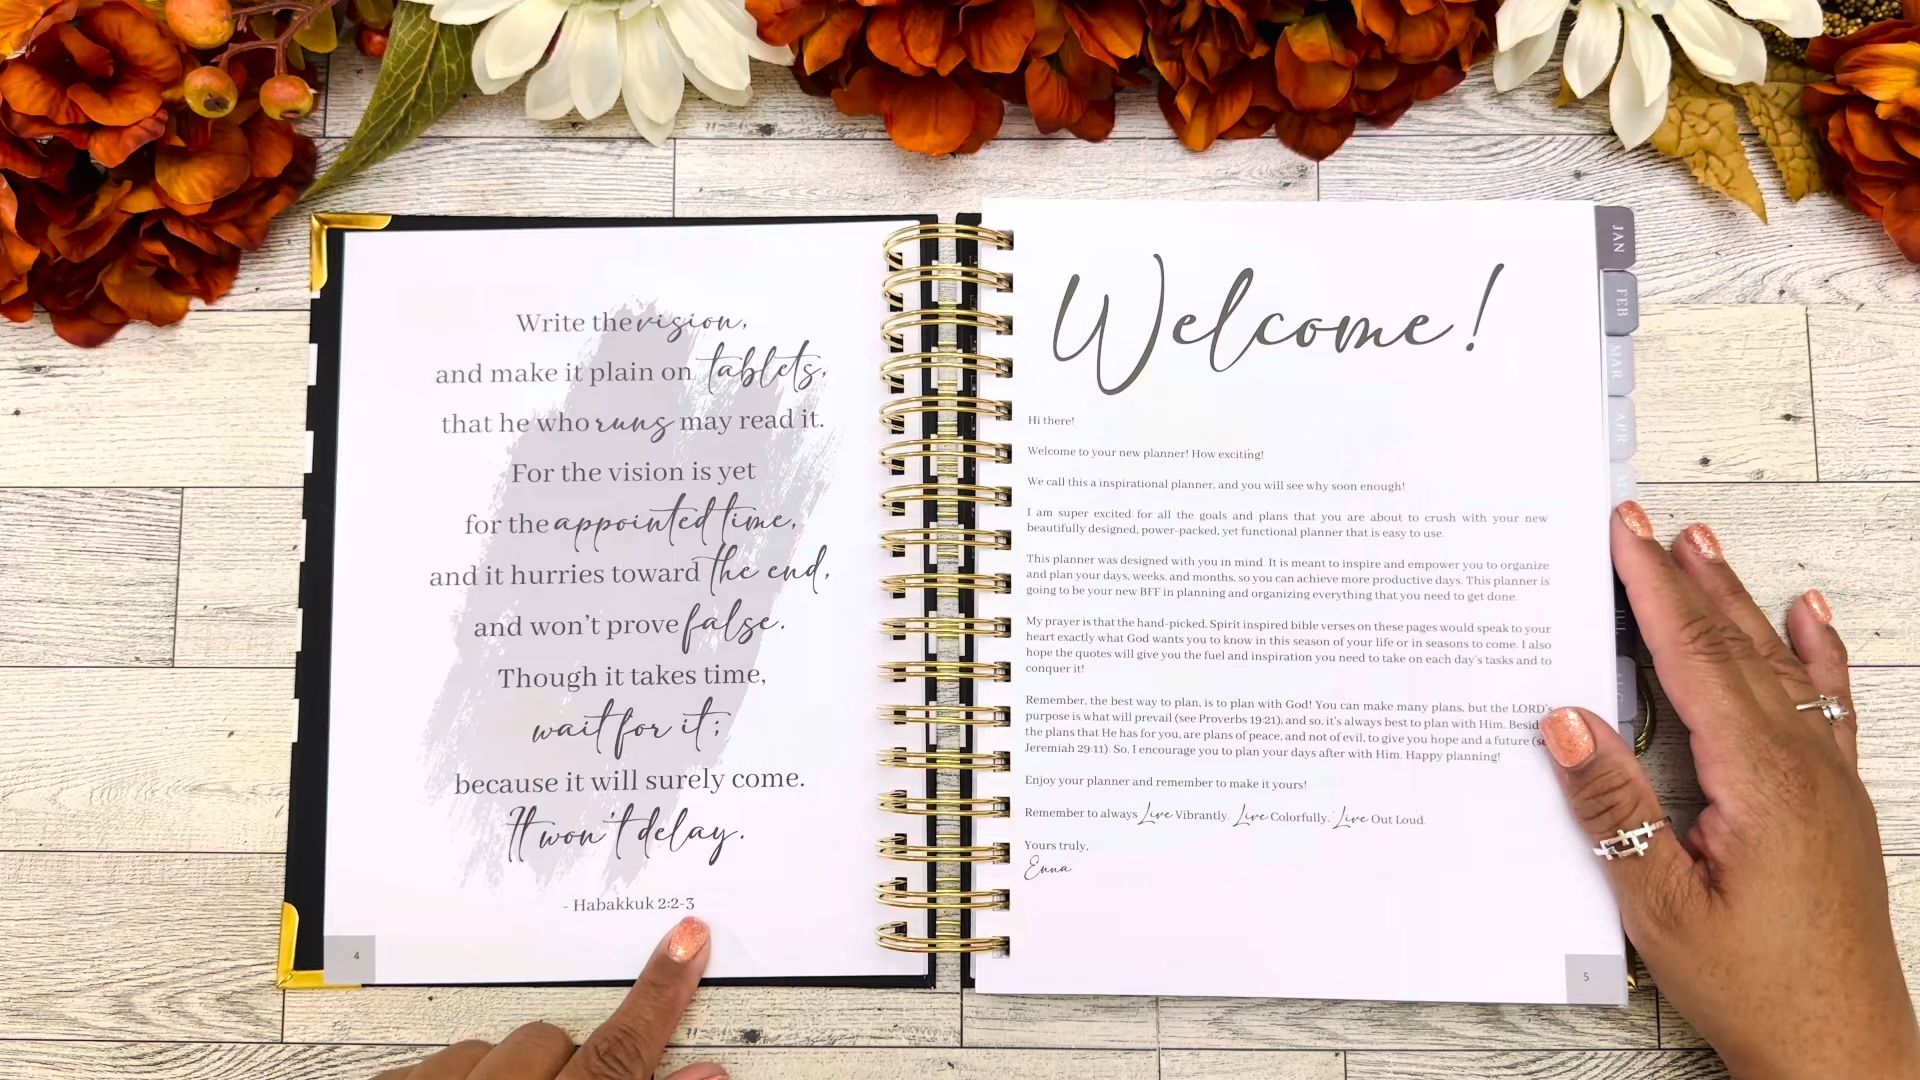 Write the vision,
and make it plain on tablets,
that he who runs may read it.
For the vision is yet
for the appointed time,
and it hurries toward the end,
and won't prove false.
Though it takes time,
wait for it;
because it will surely come.
It won't delay.
- Habakkuk 2:2-3
4
Welcome!
Hi there!
Welcome to your new planner! How exciting!
We call this a inspirational planner, and you will see why soon enough!
I am super excited for all the goals and plans that you are about to crush with your new
beautifully designed, power-packed, yet functional planner that is easy to use.
This planner was designed with you in mind. It is meant to inspire and empower you to organize
and plan your days, weeks, and months, so you can achieve more productive days. This planner is
going to be your new BFF in planning and organizing everything that you need to get done.
My prayer is that the hand-picked, Spirit inspired bible verses on these pages would speak to your
heart exactly what God wants you to know in this season of your life or in seasons to come. I also
hope the quotes will give you the fuel and inspiration you need to take on each day's tasks and to
conquer it!
Remember, the best way to plan, is to plan with God! You can make many plans, but the LORD's
purpose is what will prevail (see Proverbs 19:21), and so, it's always best to plan with Him.
the plans that He has for you, are plans of peace, and not of evil, to give you hope and a future
Jeremiah 29:11). So, I encourage you to plan your days after with Him. Happy planning!
Enjoy your planner and remember to make it yours!
Remember to always Live Vibrantly. Live Colorfully. Live Out Loud.
Yours truly,
Enna
5
JAN
FEB
MAR
APR
JUL
AUG